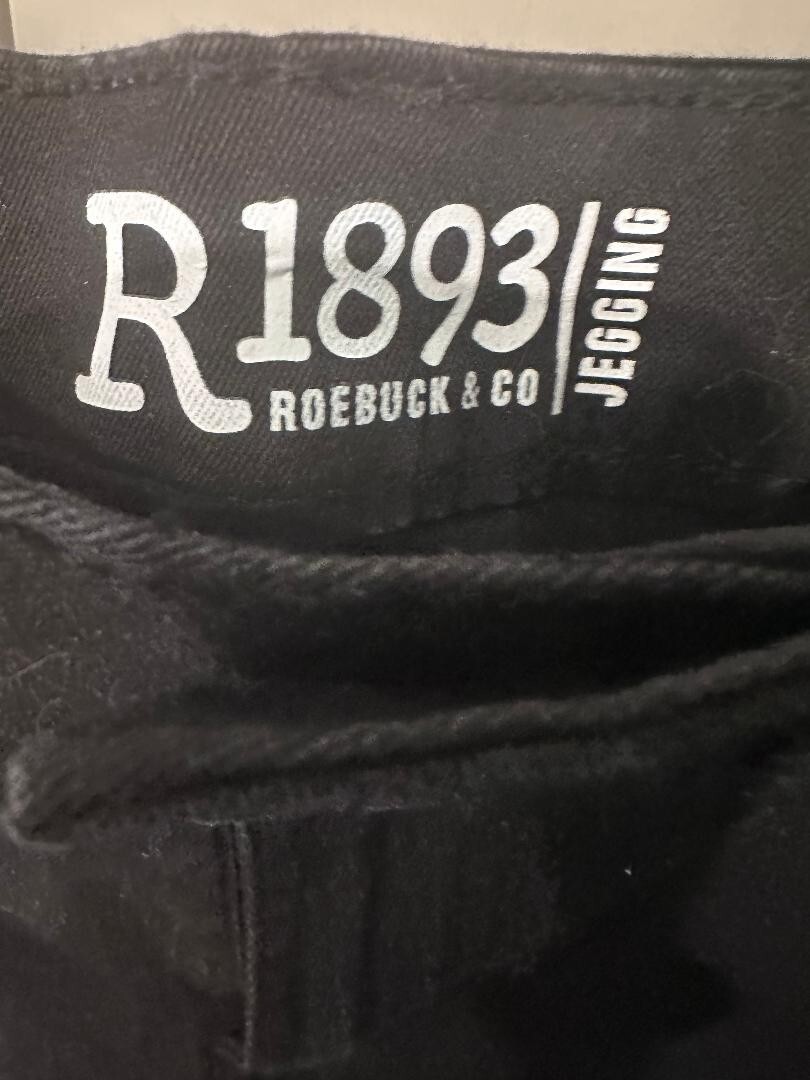 R1893
ROEBUCK & CO
JEGGING